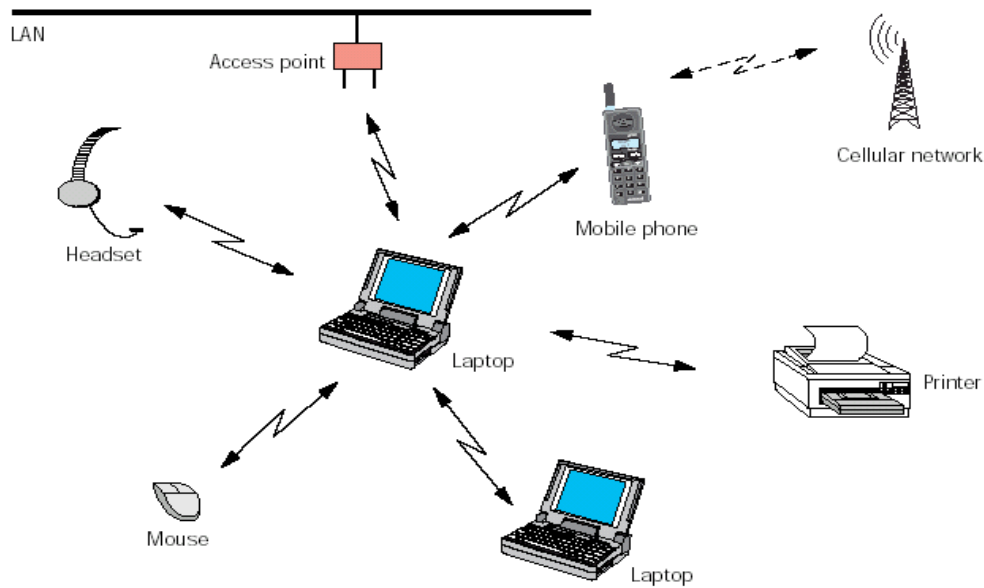 LAN
Access point
Cellular network
Mobile phone
Headset
Laptop
Printer
Mouse
Laptop